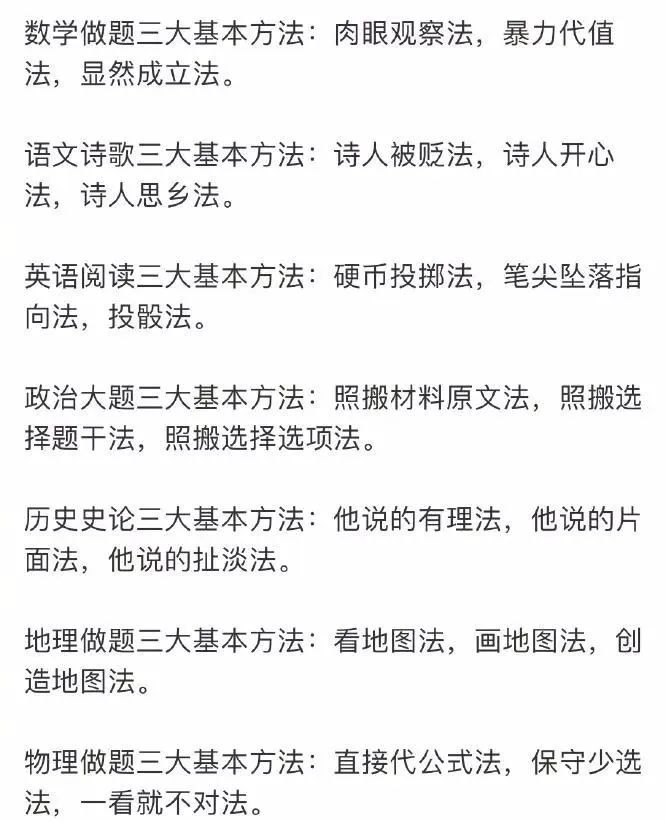 数学做题三大基本方法：肉眼观察法，暴力代值
法，显然成立法。
语文诗歌三大基本方法：诗人被贬法，诗人开心
法，诗人思乡法。
英语阅读三大基本方法：硬币投掷法，笔尖坠落指
向法，投骰法。
政治大题三大基本方法：照搬材料原文法，照搬选
择题干法，照搬选择选项法。
历史史论三大基本方法：他说的有理法，他说的片
面法，他说的扯淡法。
地理做题三大基本方法：看地图法，画地图法，创
造地图法。
物理做题三大基本方法：直接代公式法，保守少选
法，一看就不对法。